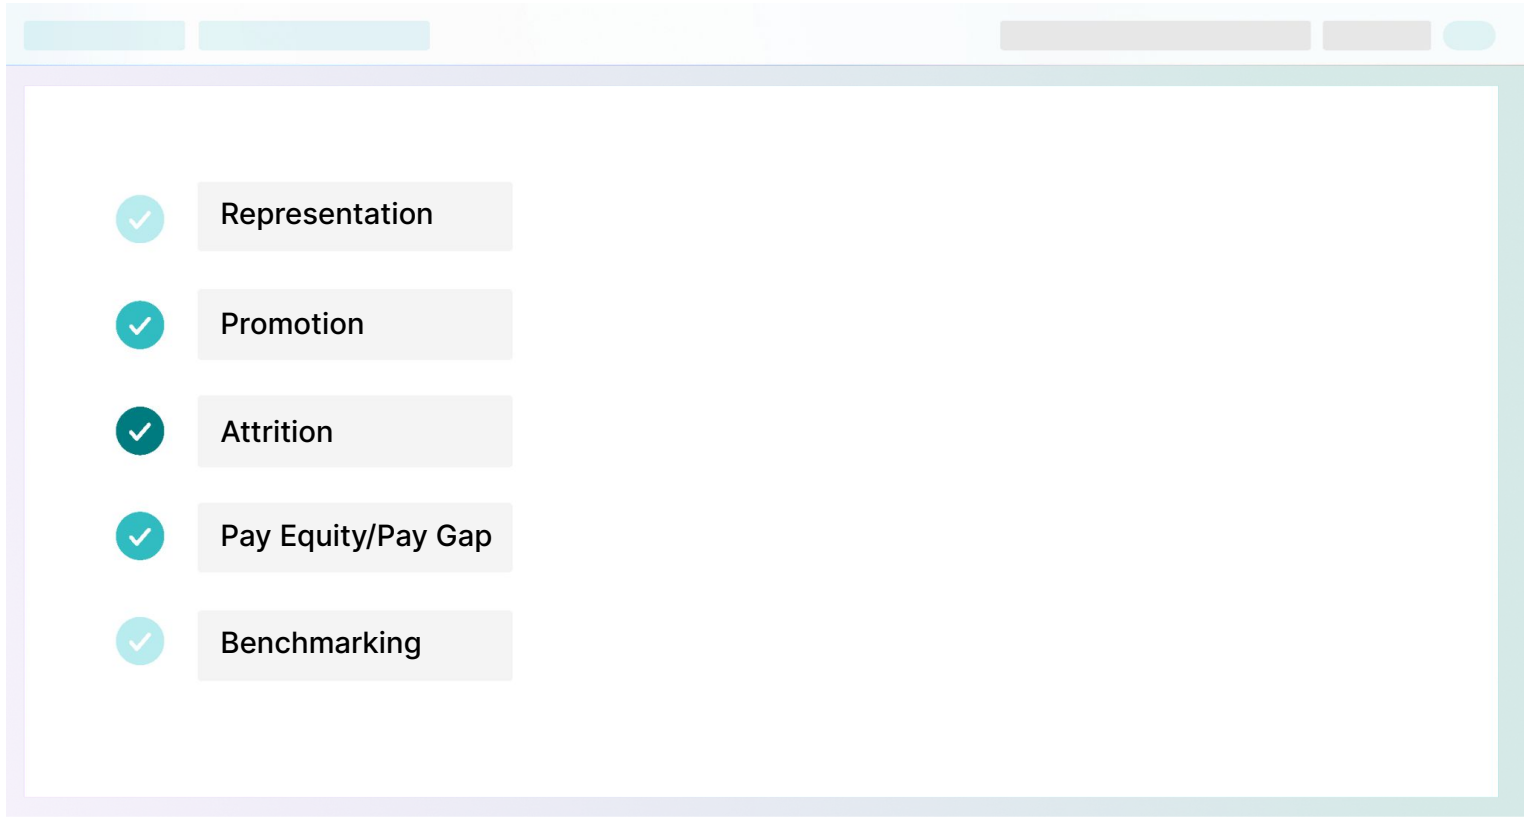 Representation
Promotion
Attrition
Pay Equity/Pay Gap
Benchmarking